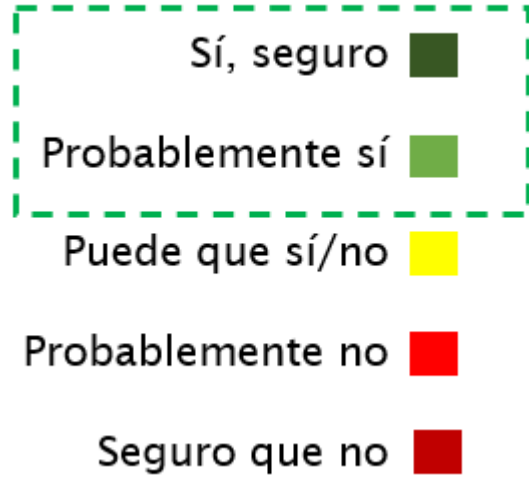 Sí, seguro
Probablemente sí
Puede que sí/no
Probablemente no
Seguro que no